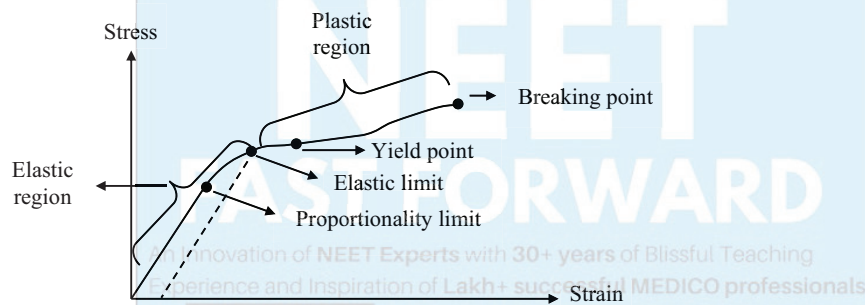 NEET
FAST FORWARD
An Innovation of NEET Experts with 30+ years of Blissful Teaching
Experience and Inspiration of Lakh+ successful MEDICO professionals
Stress
Plastic
region
Breaking point
Yield point
Elastic limit
Elastic
region
Proportionality limit
Strain